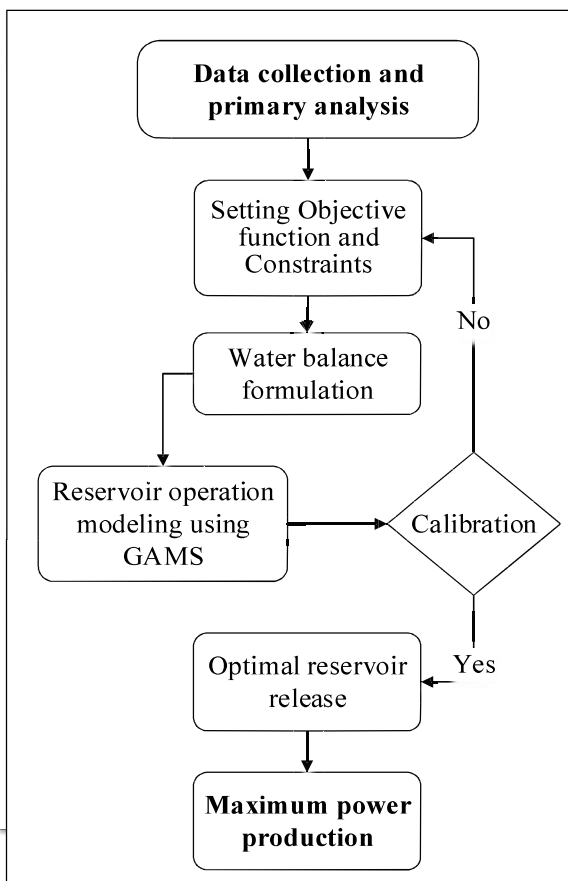 Data collection and
primary analysis
Setting Objective
function and
Constraints
No
Water balance
formulation
Reservoir operation
modeling using
GAMS
Calibration
Yes
Optimal reservoir
release
Maximum power
production